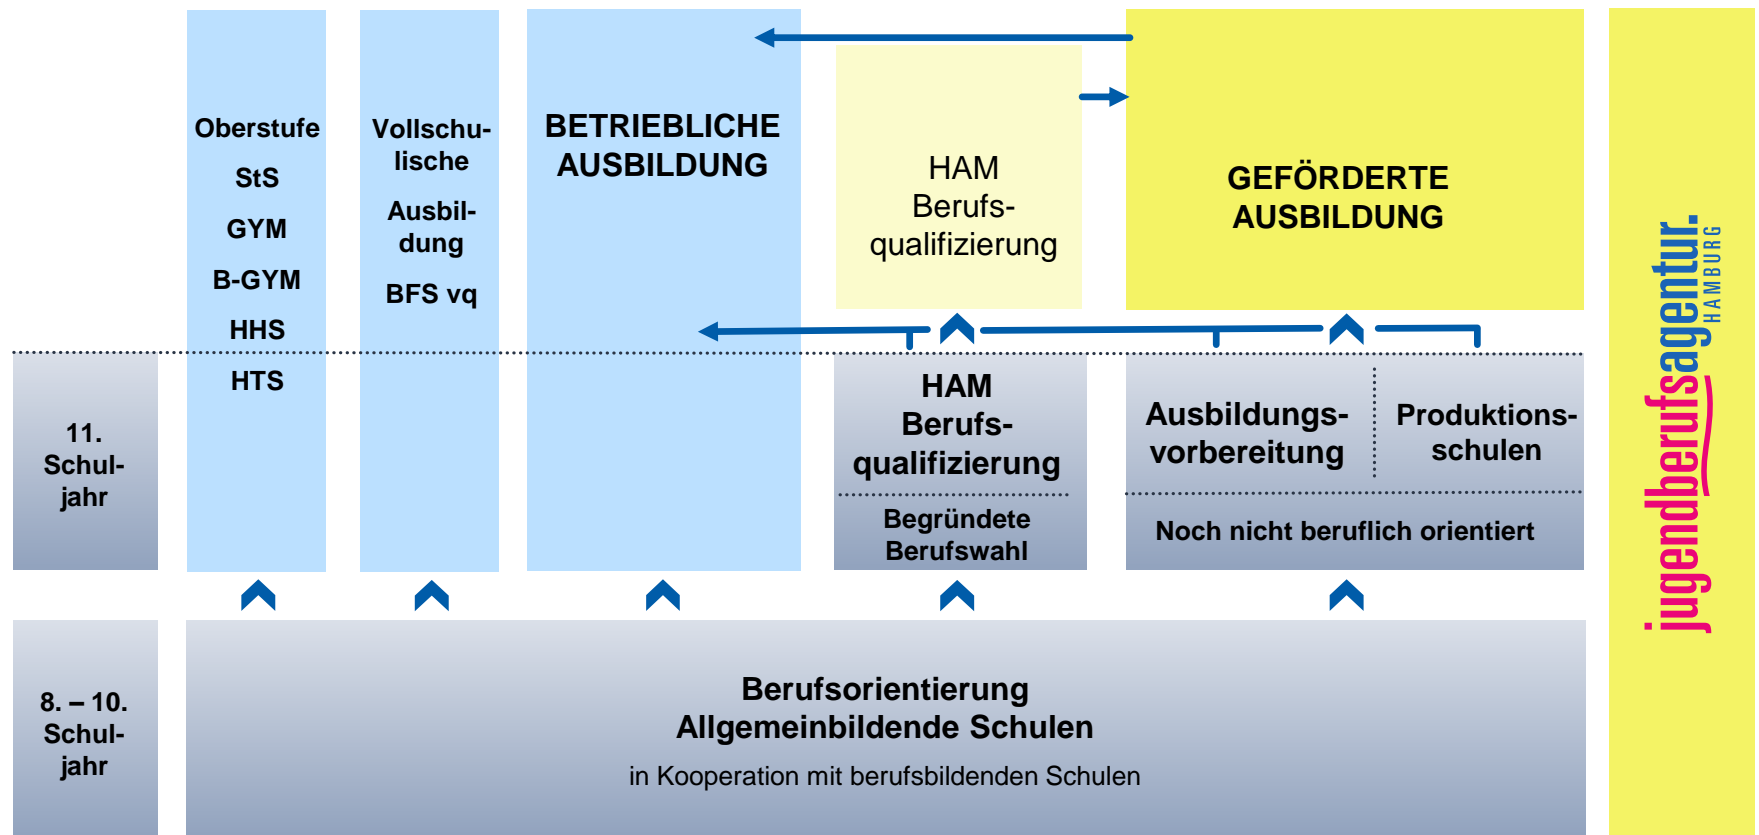 Oberstufe
StS
GYM
B-GYM
HHS
HTS
Vollschu-
lische
Ausbil-
dung
BFS vq
BETRIEBLICHE
AUSBILDUNG
HAM
Berufs-
qualifizierung
GEFÖRDERTE
AUSBILDUNG
11.
Schul-
jahr
HAM
Berufs-
qualifizierung
Begründete
Berufswahl
Ausbildungs-
vorbereitung
Produktions-
schulen
Noch nicht beruflich orientiert
8. – 10.
Schul-
jahr
Berufsorientierung
Allgemeinbildende Schulen
in Kooperation mit berufsbildenden Schulen
jugendberufsagentur.
HAMBURG